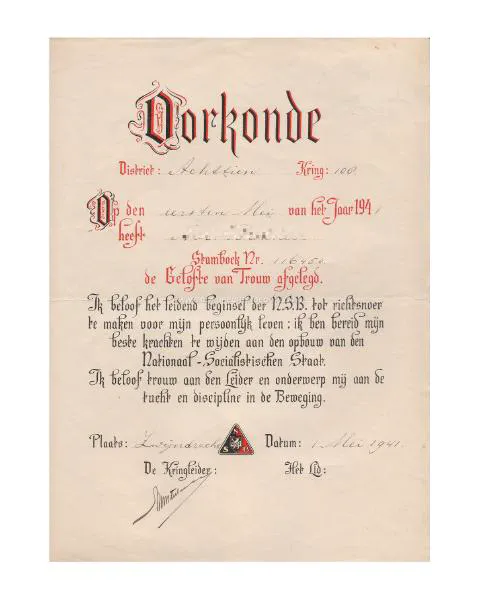 Oorkonde
District: Achttien Kring: 100
Op den eersten Mei van het Jaar 1941
heeft
Stamboek Nr.
de Gelofte van Trouw afgelegd.
Ik beloof het leidend beginsel der N.S.B. tot richtsnoer
te maken voor mijn persoonlijk leven: ik ben bereid mijn
beste krachten te wijden aan den opbouw van den
Nationaal-Socialistischen Staat.
Ik beloof trouw aan den Leider en onderwerp mij aan de
tucht en discipline in de Beweging.
Plaats: Zwijndrecht Datum: 1 Mei 1941.
De Kringleider: Het Lid: